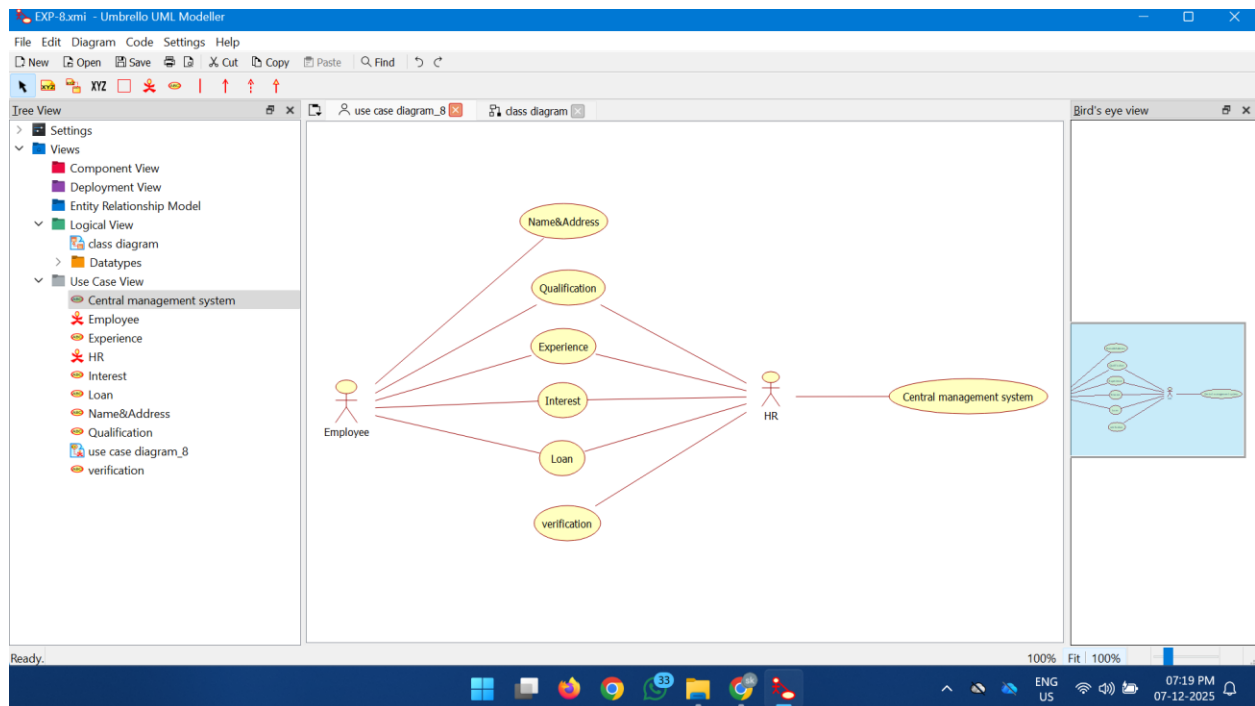 EXP-8.xmi - Umbrello UML Modeller
File Edit Diagram Code Settings Help
New Open Save Cut Copy Paste Find
XYZ XYZ
Tree View
use case diagram_8 class diagram
Bird's eye view
Settings
Views
Component View
Deployment View
Entity Relationship Model
Logical View
class diagram
Datatypes
Use Case View
Central management system
Employee
Experience
HR
Interest
Loan
Name&Address
Qualification
use case diagram_8
verification
Name&Address
Qualification
Experience
Interest
Loan
verification
Employee
HR
Central management system
Ready.
100% Fit 100%
33
ENG
US
07:19 PM
07-12-2025